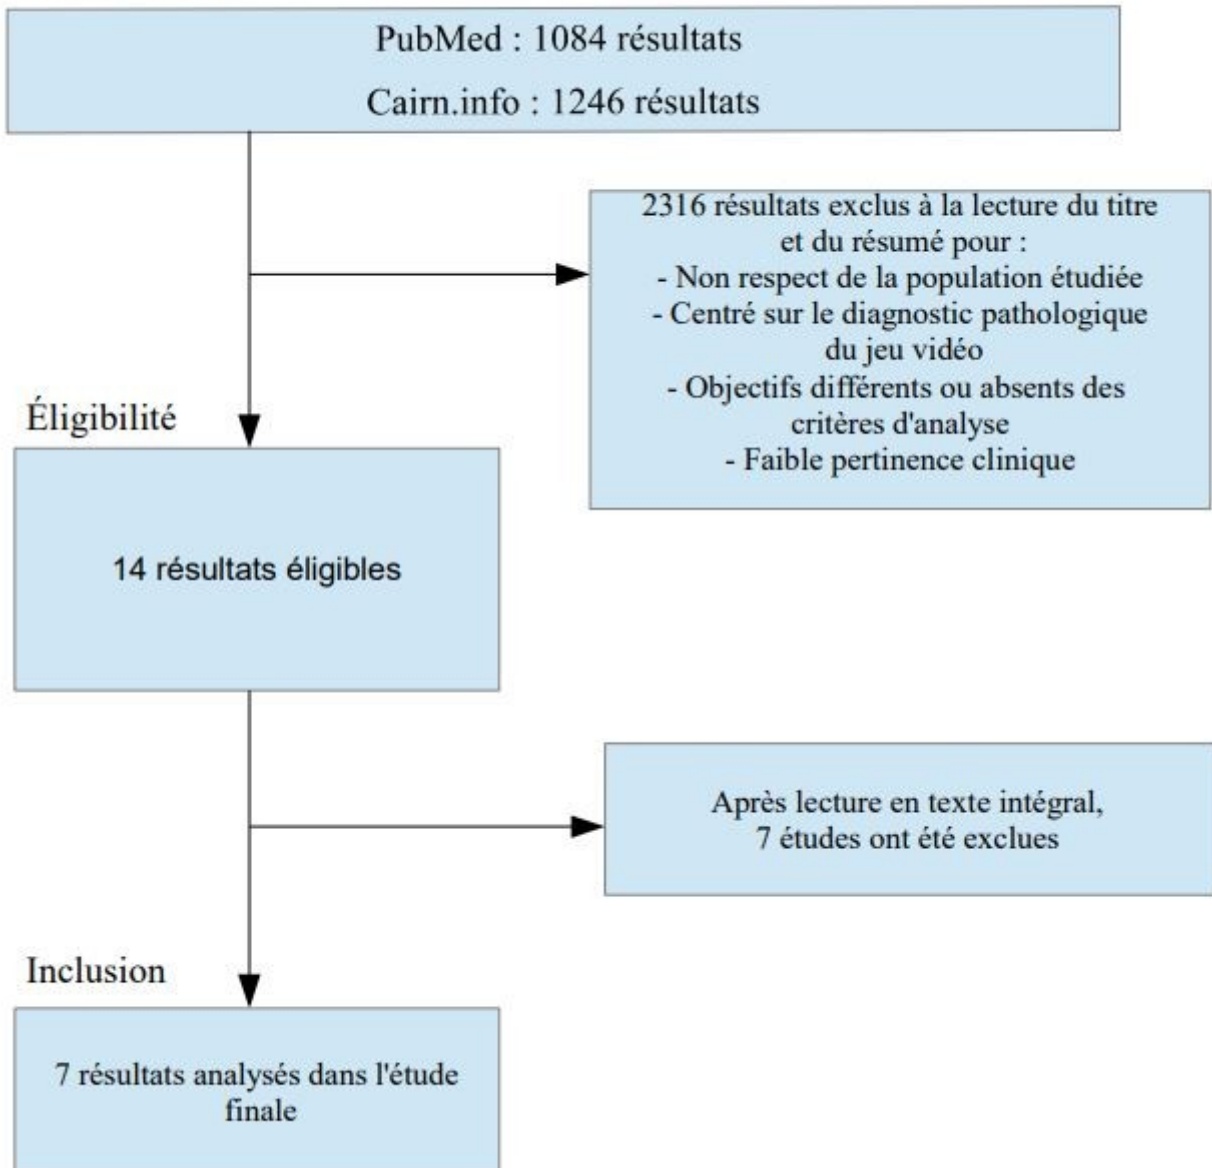 PubMed : 1084 résultats
Cairn.info : 1246 résultats
2316 résultats exclus à la lecture du titre
et du résumé pour :
- Non respect de la population étudiée
- Centré sur le diagnostic pathologique
du jeu vidéo
- Objectifs différents ou absents des
critères d'analyse
- Faible pertinence clinique
Éligibilité
14 résultats éligibles
Après lecture en texte intégral,
7 études ont été exclues
Inclusion
7 résultats analysés dans l'étude
finale